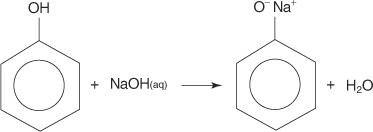 OH
O⁻ Na⁺
+ NaOH(aq) + H₂O